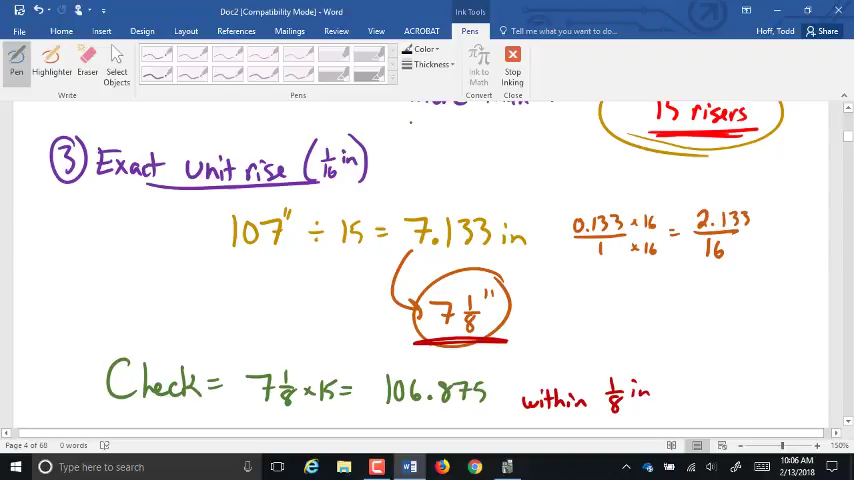 Doc2 [Compatibility Mode] - Word
Ink Tools
Hoff, Todd
File Home Insert Design Layout References Mailings Review View ACROBAT Pens Tell me what you want to do... Share
Pen Highlighter Eraser Select Objects
Color
Thickness
Ink to Math
Stop Inking
Write Pens Convert Close
15 risers
3 Exact unit rise (1/16 in)
107" ÷ 15 = 7.133 in
0.133 × 16 / 1 × 16 = 2.133 / 16
7 1/8"
Check = 7 1/8 × 15 = 106.875 within 1/8 in
Page 4 of 68 0 words
150%
Type here to search
10:06 AM
2/13/2018